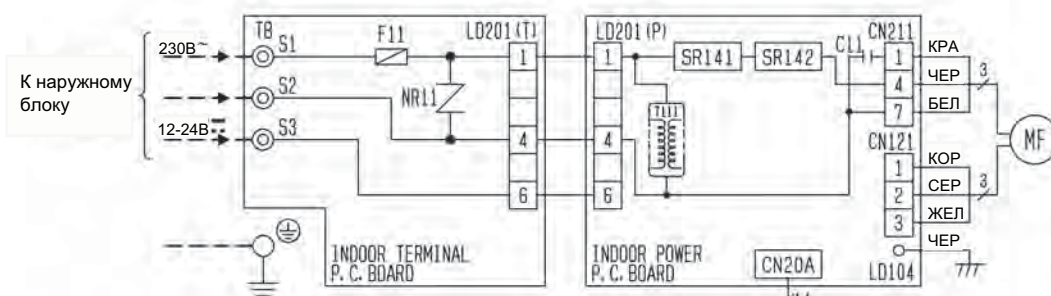 TB
F11
LD201(T)
LD201(P)
CN211
230В~
S1
1
1
SR141
SR142
C11
1
КРА
К наружному
блоку
S2
NR11
T111
4
ЧЕР
3
7
БЕЛ
12-24В
S3
4
4
CN121
MF
1
КОР
6
6
2
СЕР
3
3
ЖЕЛ
INDOOR TERMINAL
P. C. BOARD
INDOOR POWER
P. C. BOARD
CN20A
ЧЕР
LD104